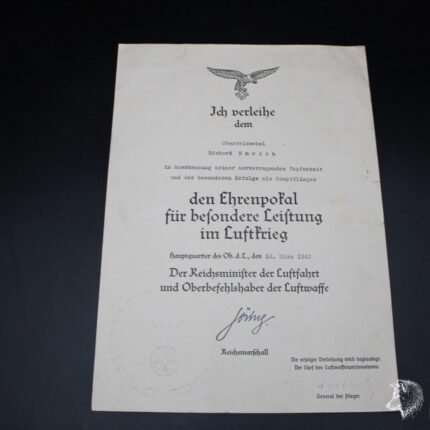 Ich verleihe
dem
Oberfeldwebel
Richard Emrich
in Anerkennung seiner hervorragenden Tapferkeit
und der besonderen Erfolge als Kampfflieger
den Ehrenpokal
für besondere Leistung
im Luftkrieg
Hauptquartier des Ob. d. L., den 16. März 1942
Der Reichsminister der Luftfahrt
und Oberbefehlshaber der Luftwaffe
Göring.
Reichsmarschall
Die erfolgte Verleihung wird beglaubigt:
Der Chef des Luftwaffenpersonalamts
General der Flieger